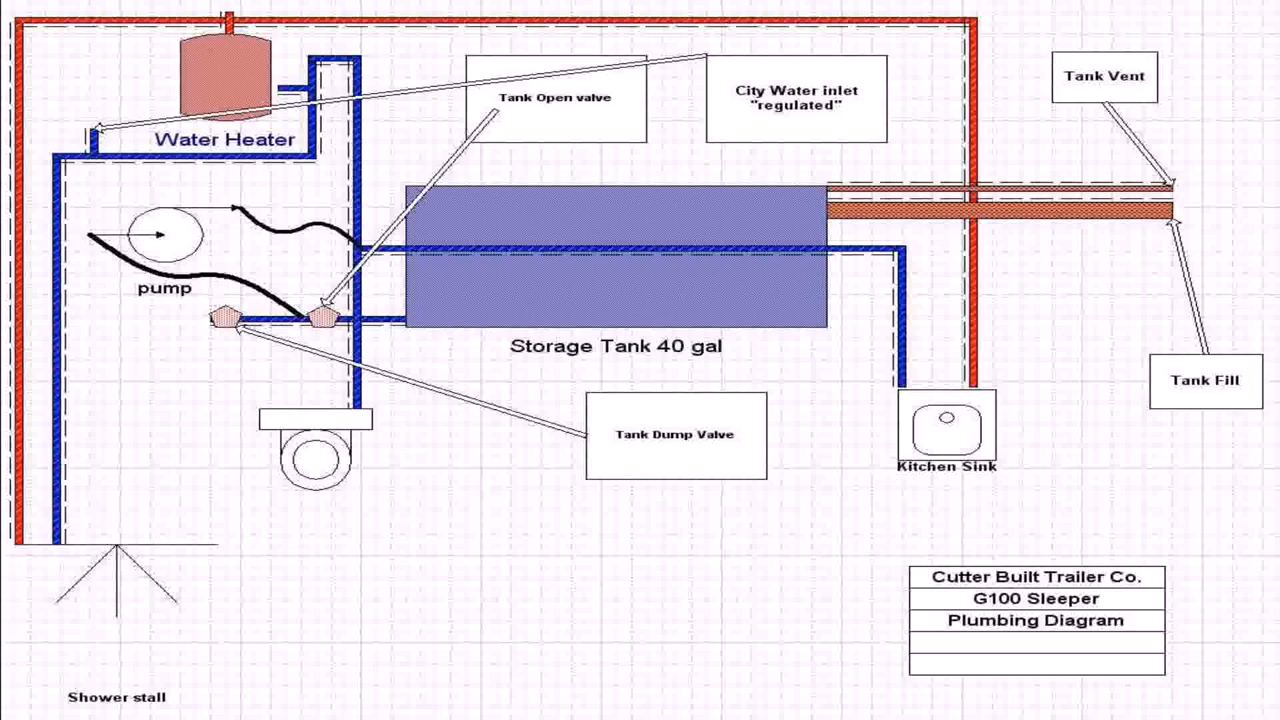 Tank Vent
City Water inlet
"regulated"
Tank Open valve
Water Heater
pump
Storage Tank 40 gal
Tank Fill
Tank Dump Valve
Kitchen Sink
Cutter Built Trailer Co.
G100 Sleeper
Plumbing Diagram
Shower stall